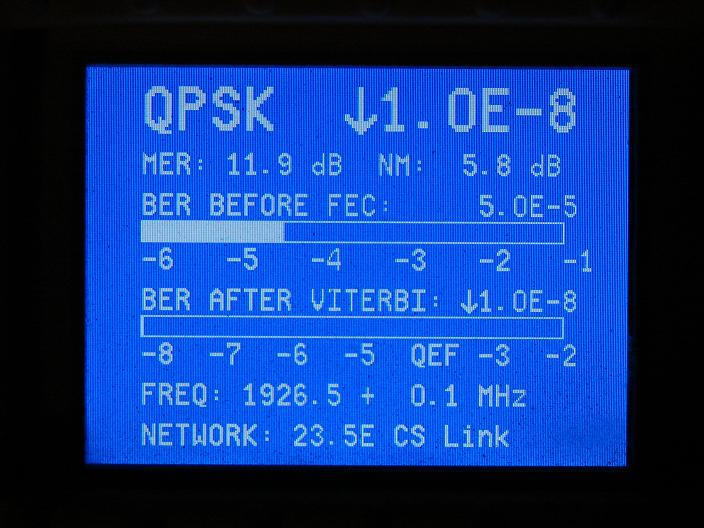 QPSK ↓1.0E-8
MER: 11.9 dB NM: 5.8 dB
BER BEFORE FEC: 5.0E-5
-6 -5 -4 -3 -2 -1
BER AFTER VITERBI: ↓1.0E-8
-8 -7 -6 -5 QEF -3 -2
FREQ: 1926.5 + 0.1 MHz
NETWORK: 23.5E CS Link